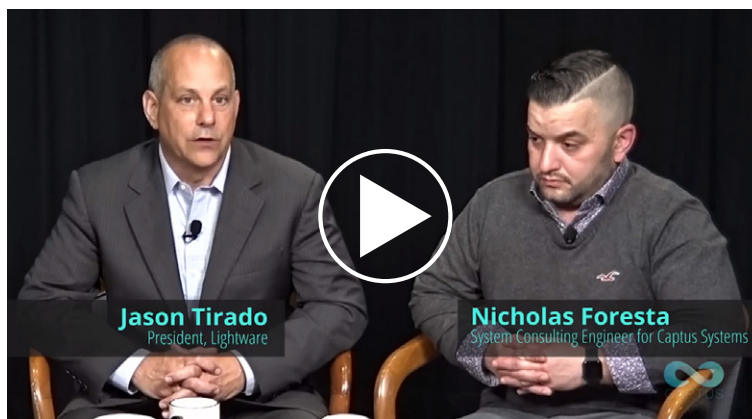 Jason Tirado
President, Lightware
Nicholas Foresta
System Consulting Engineer for Captus Systems